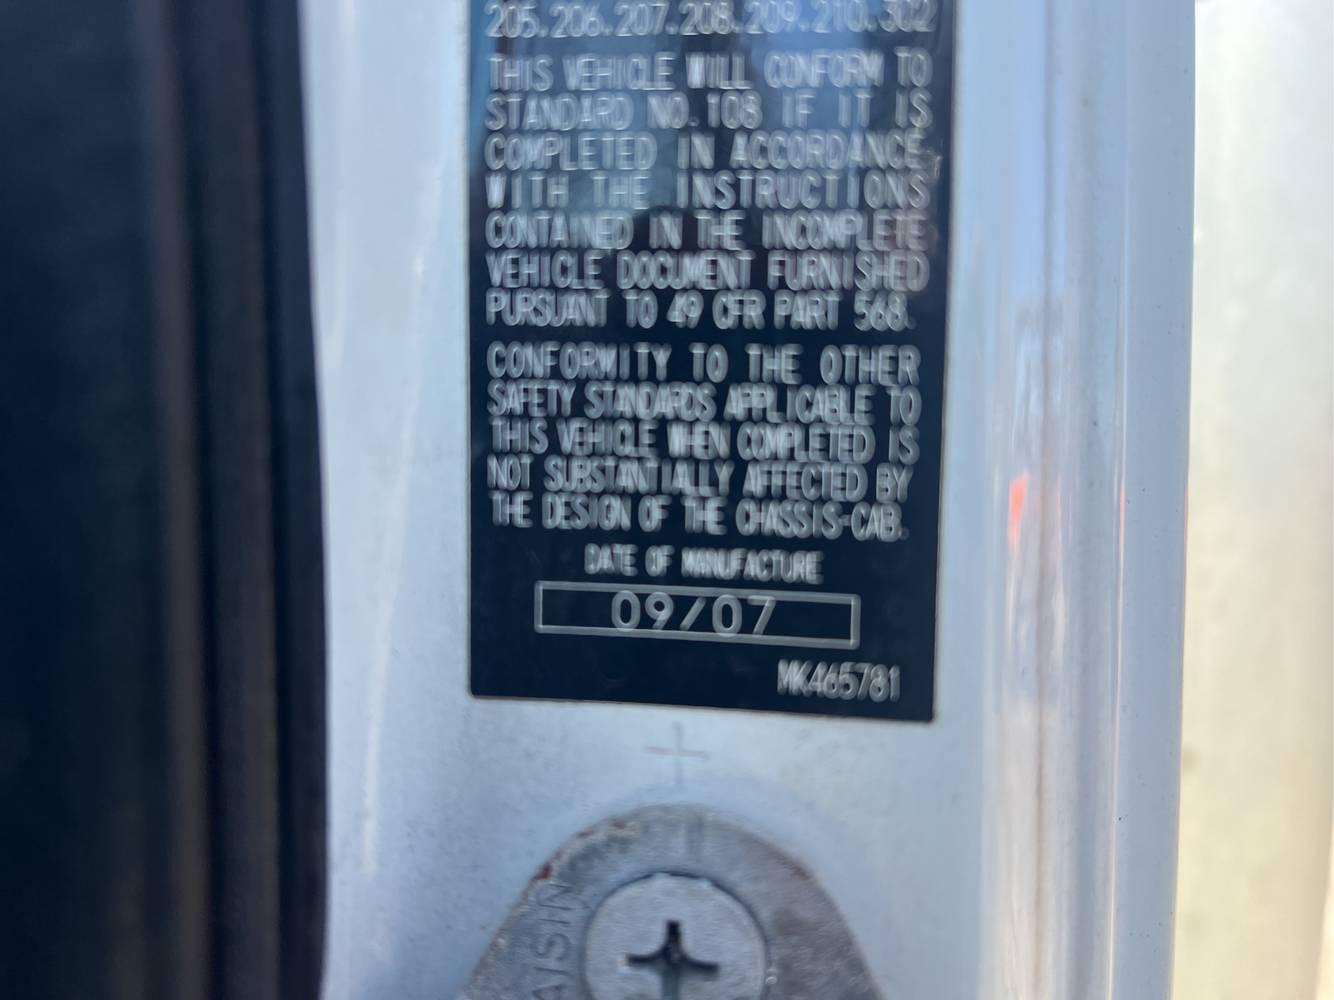 205.206.207.208.209.210.302
THIS VEHICLE WILL CONFORM TO
STANDARD NO.108 IF IT IS
COMPLETED IN ACCORDANCE
WITH THE INSTRUCTIONS
CONTAINED IN THE INCOMPLETE
VEHICLE DOCUMENT FURNISHED
PURSUANT TO 49 CFR PART 568.
CONFORMITY TO THE OTHER
SAFETY STANDARDS APPLICABLE TO
THIS VEHICLE WHEN COMPLETED IS
NOT SUBSTANTIALLY AFFECTED BY
THE DESIGN OF THE CHASSIS-CAB.
DATE OF MANUFACTURE
09/07
MK465781
AISIN